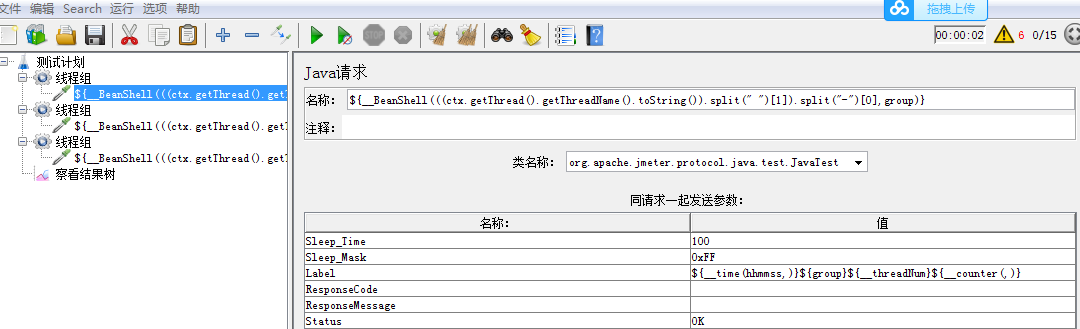 文件 编辑 Search 运行 选项 帮助
拖拽上传
STOP
00:00:02 6 0/15
测试计划
线程组
${__BeanShell(((ctx.getThread().get
线程组
${__BeanShell(((ctx.getThread().get
线程组
${__BeanShell(((ctx.getThread().get
察看结果树
Java请求
名称: ${__BeanShell(((ctx.getThread().getThreadName().toString()).split(" ")[1]).split("-")[0],group)}
注释:
类名称: org.apache.jmeter.protocol.java.test.JavaTest
同请求一起发送参数:
名称: 值
Sleep_Time 100
Sleep_Mask 0xFF
Label ${__time(hhmmss,)}${group}${__threadNum}${__counter(,)}
ResponseCode
ResponseMessage
Status OK